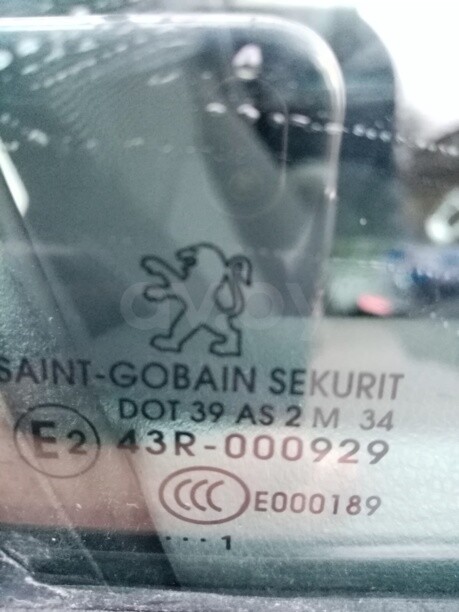 SAINT-GOBAIN SEKURIT
DOT 39 AS 2 M 34
E2 43R-000929
CCC E000189
... 1